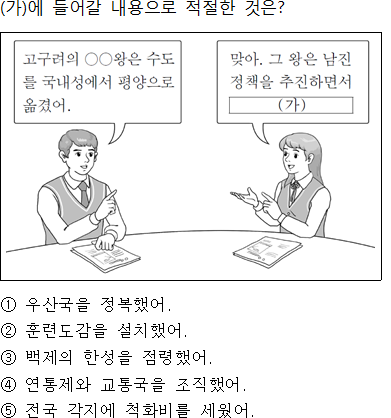 (가)에 들어갈 내용으로 적절한 것은?
고구려의 ○○왕은 수도
를 국내성에서 평양으로
옮겼어.
맞아. 그 왕은 남진
정책을 추진하면서
(가)
① 우산국을 정복했어.
② 훈련도감을 설치했어.
③ 백제의 한성을 점령했어.
④ 연통제와 교통국을 조직했어.
⑤ 전국 각지에 척화비를 세웠어.